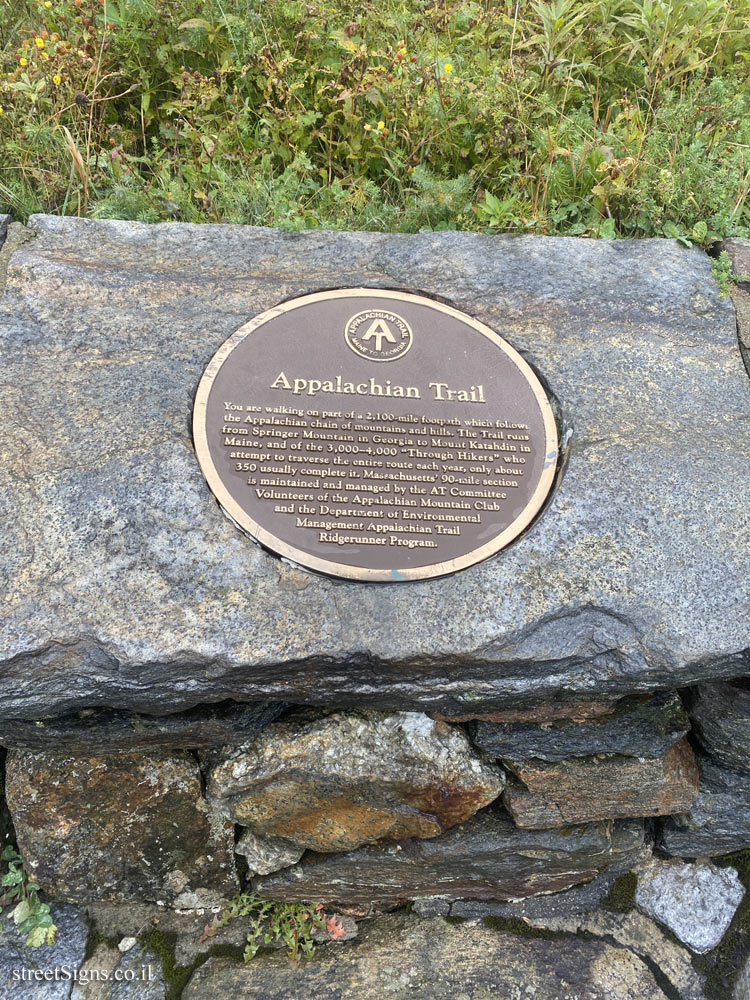 APPALACHIAN TRAIL
AT
MAINE TO GEORGIA
Appalachian Trail
You are walking on part of a 2,100-mile footpath which follows
the Appalachian chain of mountains and hills. The Trail runs
from Springer Mountain in Georgia to Mount Katahdin in
Maine, and of the 3,000–4,000 "Through Hikers" who
attempt to traverse the entire route each year, only about
350 usually complete it. Massachusetts' 90-mile section
is maintained and managed by the AT Committee
Volunteers of the Appalachian Mountain Club
and the Department of Environmental
Management Appalachian Trail
Ridgerunner Program.
streetSigns.co.il